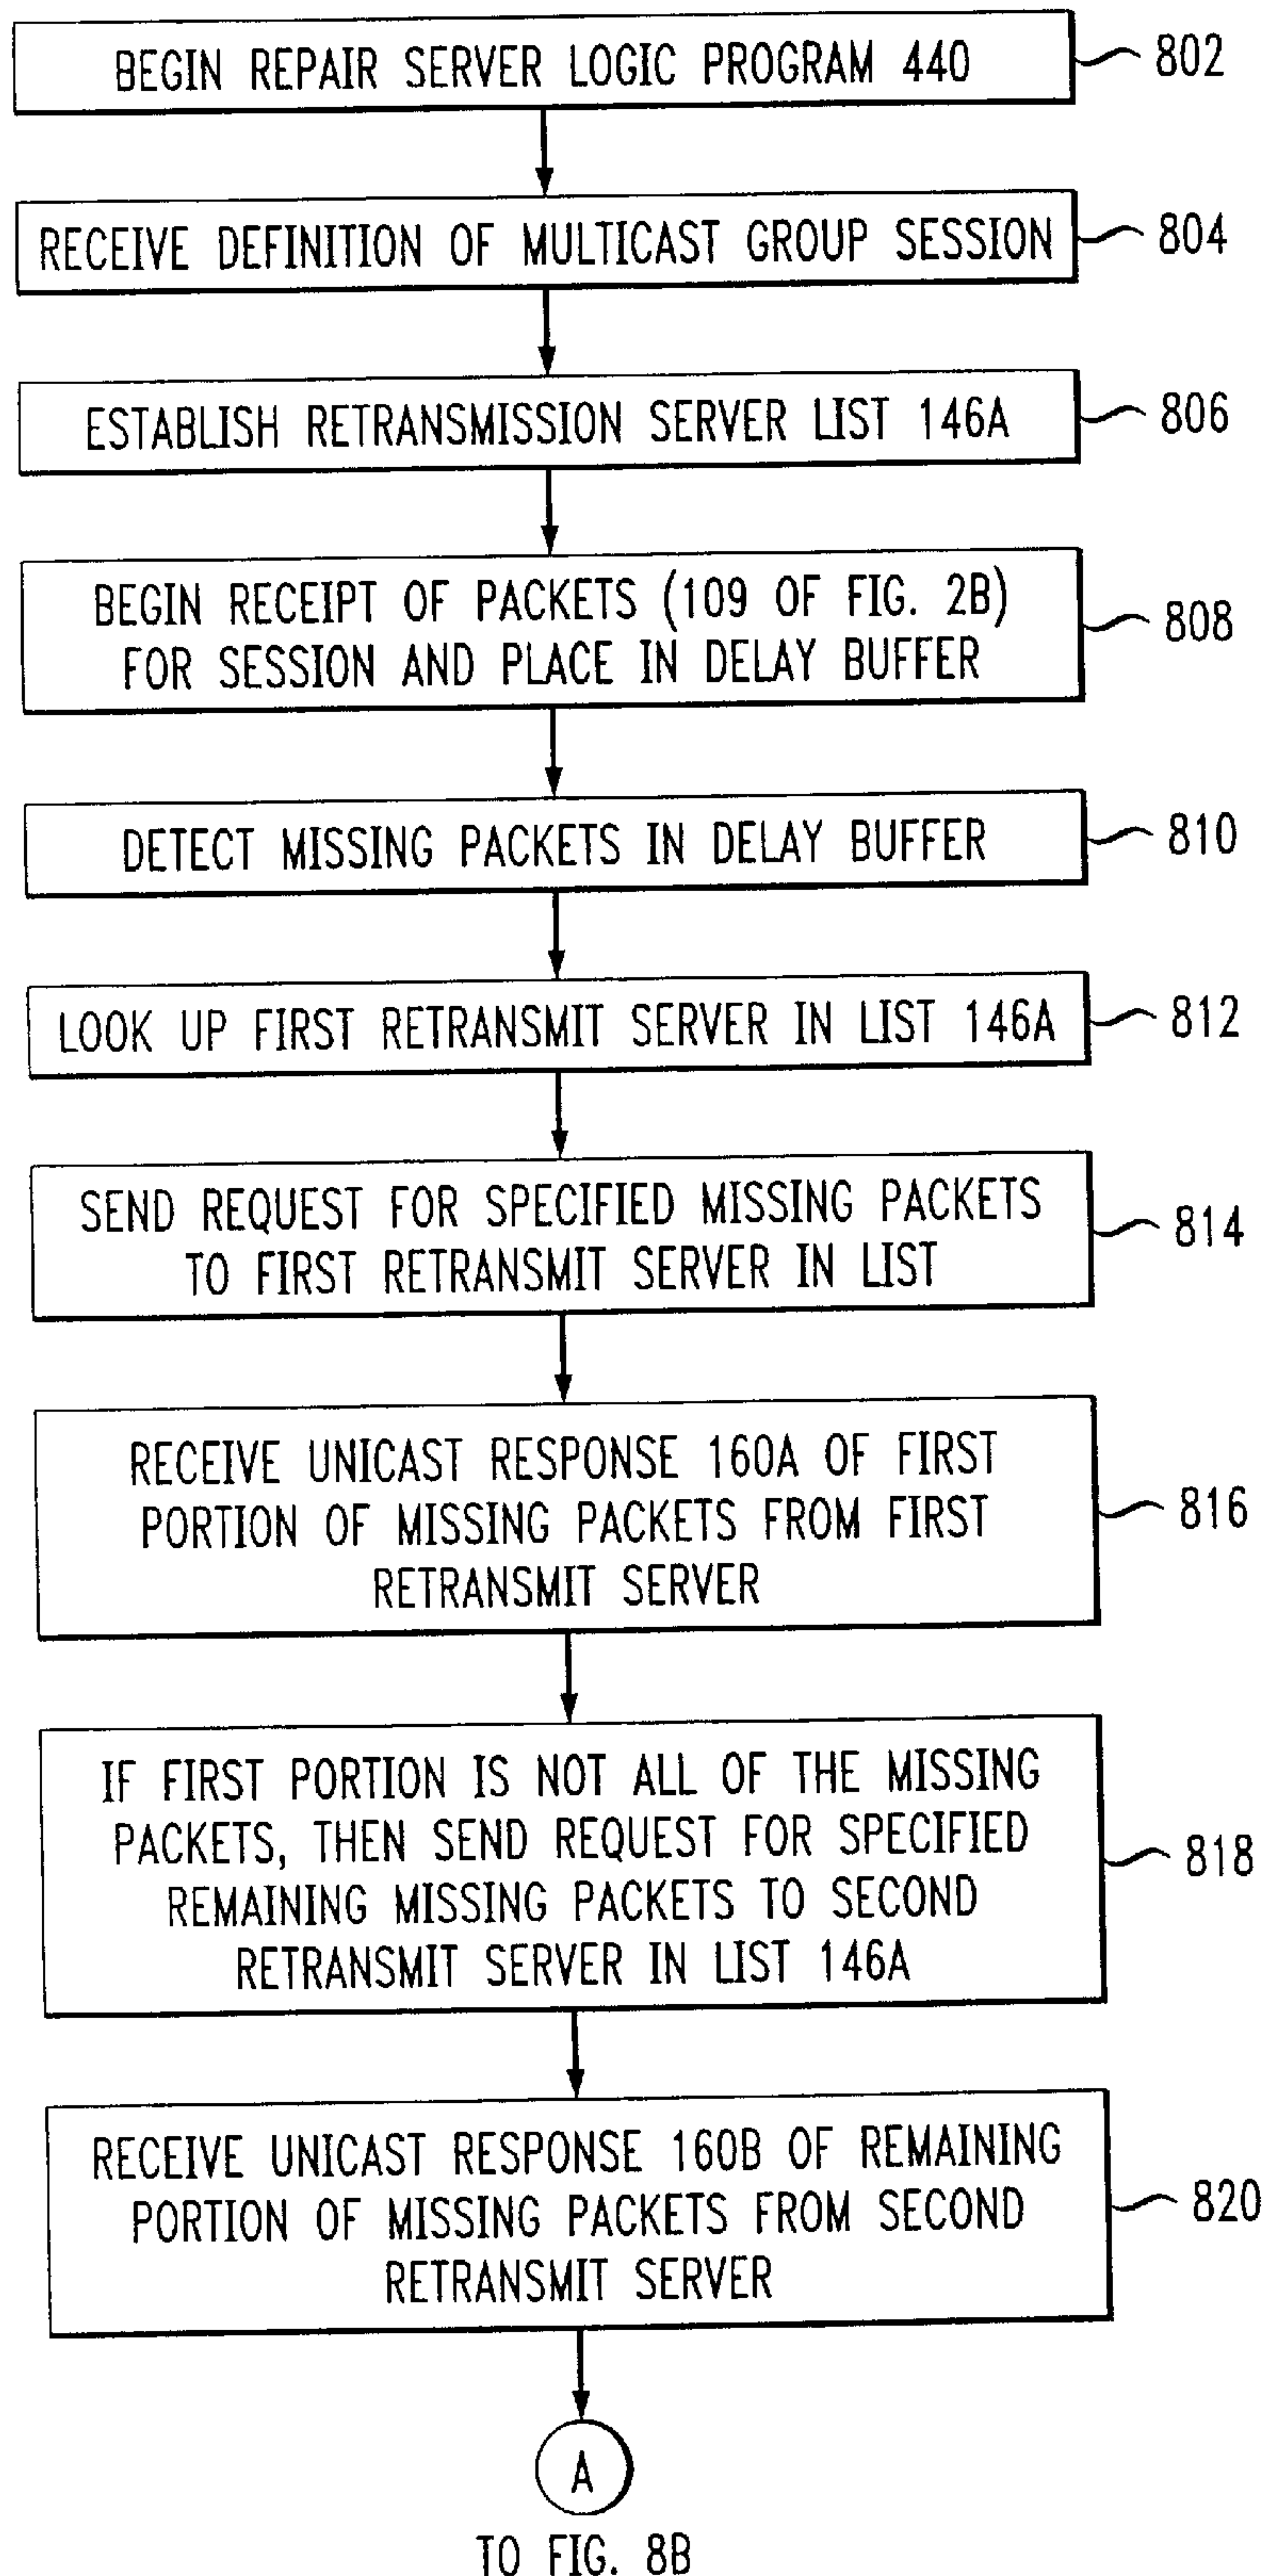 BEGIN REPAIR SERVER LOGIC PROGRAM 440
802
RECEIVE DEFINITION OF MULTICAST GROUP SESSION
804
ESTABLISH RETRANSMISSION SERVER LIST 146A
806
BEGIN RECEIPT OF PACKETS (109 OF FIG. 2B)
FOR SESSION AND PLACE IN DELAY BUFFER
808
DETECT MISSING PACKETS IN DELAY BUFFER
810
LOOK UP FIRST RETRANSMIT SERVER IN LIST 146A
812
SEND REQUEST FOR SPECIFIED MISSING PACKETS
TO FIRST RETRANSMIT SERVER IN LIST
814
RECEIVE UNICAST RESPONSE 160A OF FIRST
PORTION OF MISSING PACKETS FROM FIRST
RETRANSMIT SERVER
816
IF FIRST PORTION IS NOT ALL OF THE MISSING
PACKETS, THEN SEND REQUEST FOR SPECIFIED
REMAINING MISSING PACKETS TO SECOND
RETRANSMIT SERVER IN LIST 146A
818
RECEIVE UNICAST RESPONSE 160B OF REMAINING
PORTION OF MISSING PACKETS FROM SECOND
RETRANSMIT SERVER
820
A
TO FIG. 8B